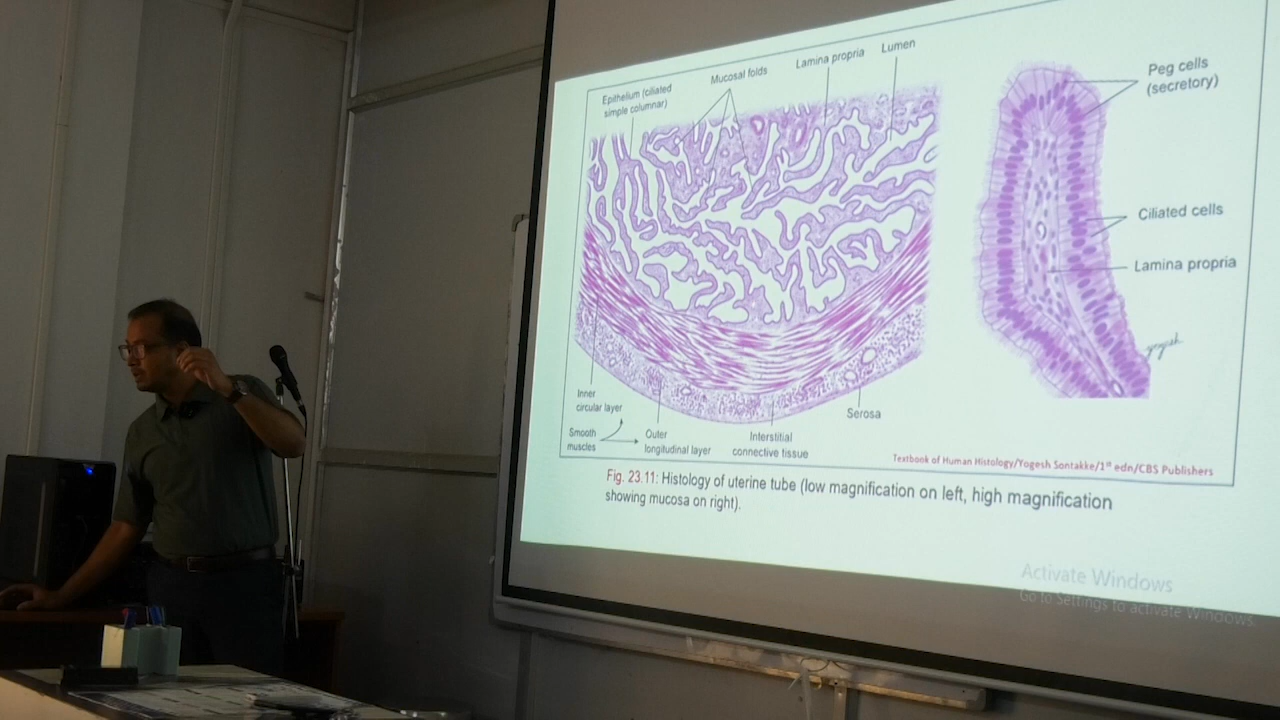 Epithelium (ciliated
simple columnar)
Mucosal folds
Lamina propria
Lumen
Peg cells
(secretory)
Ciliated cells
Lamina propria
yogesh
Inner
circular layer
Smooth
muscles
Outer
longitudinal layer
Interstitial
connective tissue
Serosa
Textbook of Human Histology/Yogesh Sontakke/1st edn/CBS Publishers
Fig. 23.11: Histology of uterine tube (low magnification on left, high magnification
showing mucosa on right).
Activate Windows
Go to Settings to activate Windows.